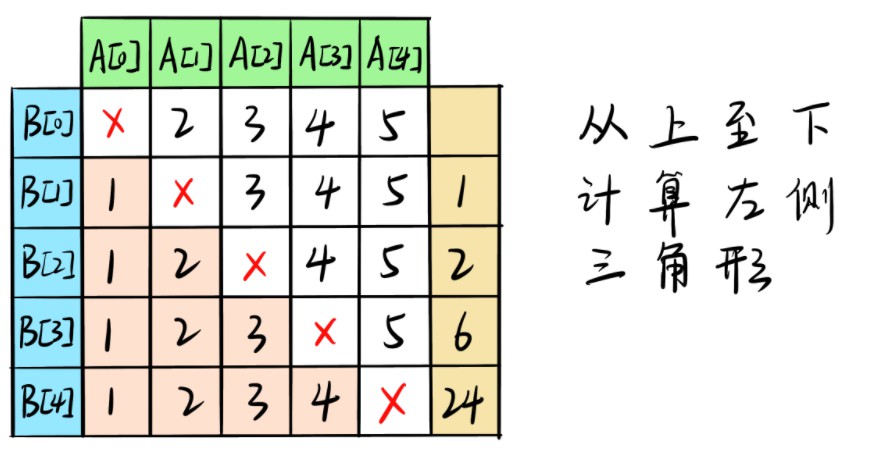 A[0] A[1] A[2] A[3] A[4]
B[0] × 2 3 4 5
B[1] 1 × 3 4 5 1
B[2] 1 2 × 4 5 2
B[3] 1 2 3 × 5 6
B[4] 1 2 3 4 × 24
从上至下
计算左侧
三角形